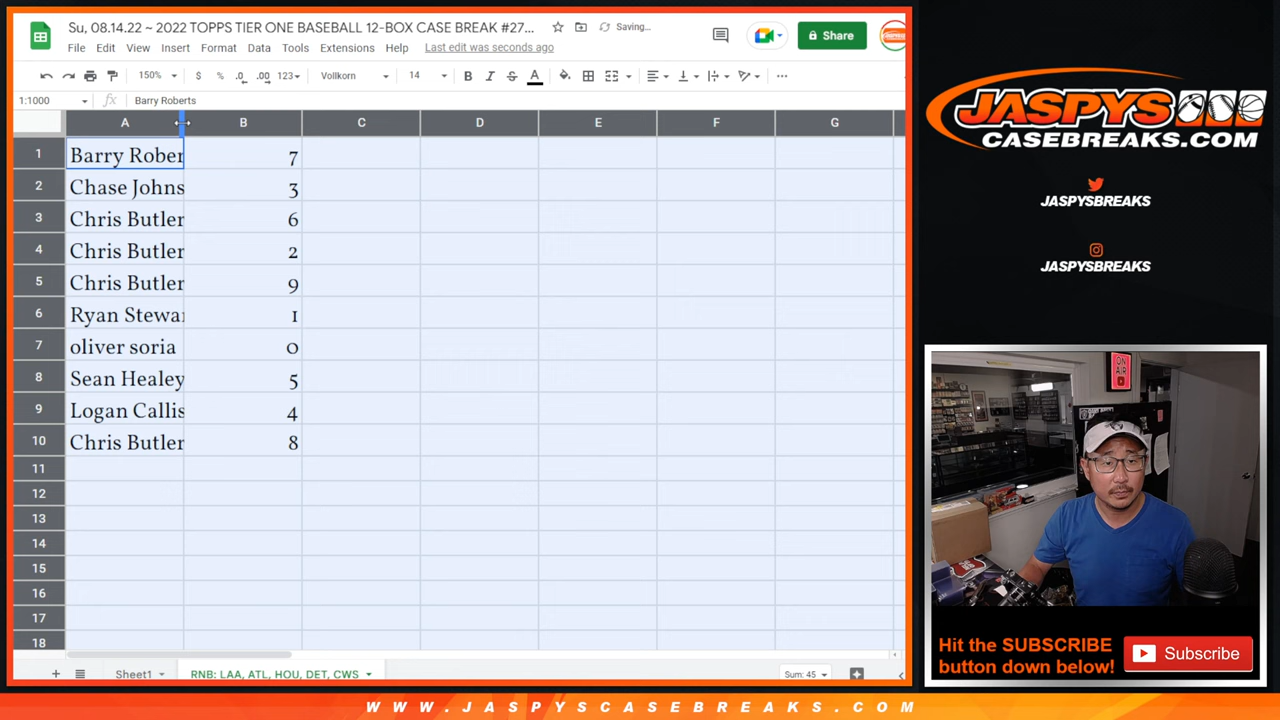 Su, 08.14.22 ~ 2022 TOPPS TIER ONE BASEBALL 12-BOX CASE BREAK #27...
Saving...
File Edit View Insert Format Data Tools Extensions Help Last edit was seconds ago
Share
150% $ % .0 .00 123 Vollkorn 14 B I S A
1:1000 fx Barry Roberts
A B C D E F G
1 Barry Rober 7
2 Chase Johns 3
3 Chris Butler 6
4 Chris Butler 2
5 Chris Butler 9
6 Ryan Stewar 1
7 oliver soria 0
8 Sean Healey 5
9 Logan Callis 4
10 Chris Butler 8
11
12
13
14
15
16
17
18
Sheet1 RNB: LAA, ATL, HOU, DET, CWS Sum: 45
JASPYS
CASEBREAKS.COM
JASPYSBREAKS
JASPYSBREAKS
ON
AIR
Hit the SUBSCRIBE
button down below!
Subscribe
WWW.JASPYSCASEBREAKS.COM